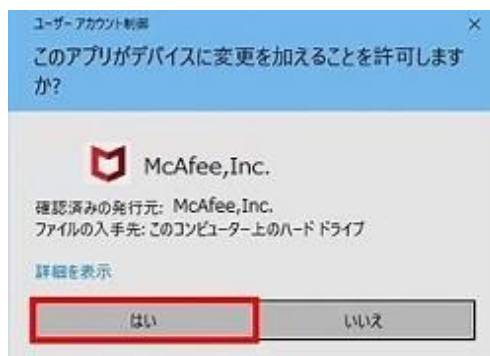 ユーザー アカウント制御
このアプリがデバイスに変更を加えることを許可します
か?
McAfee,Inc.
確認済みの発行元: McAfee,Inc.
ファイルの入手先: このコンピューター上のハード ドライブ
詳細を表示
はい
いいえ